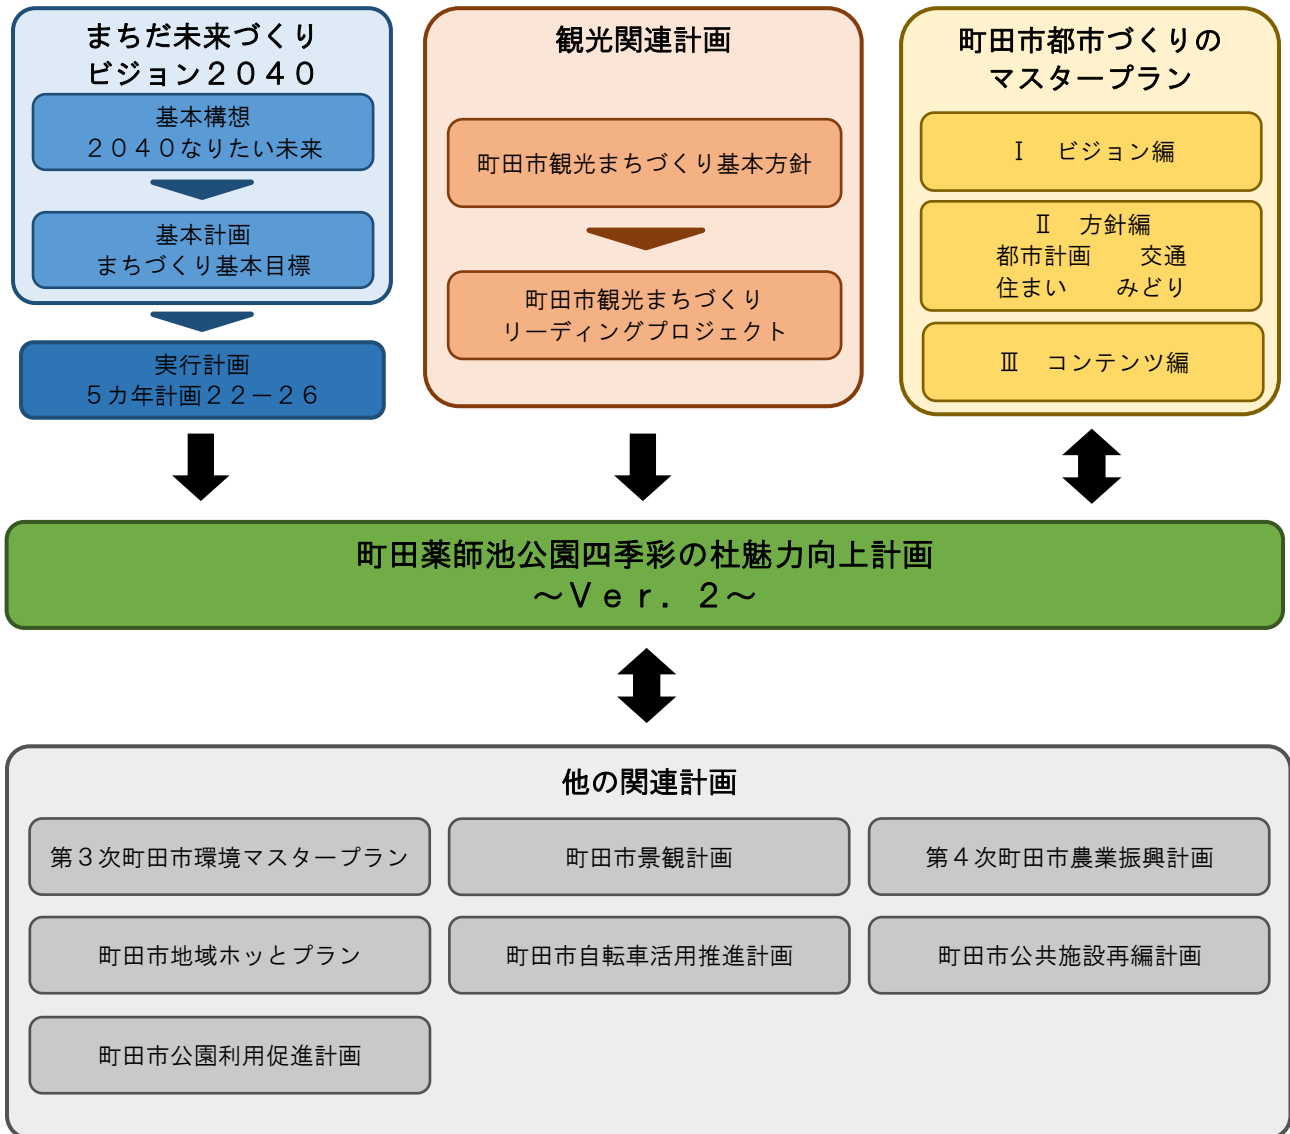 まちだ未来づくり
ビジョン２０４０
基本構想
２０４０なりたい未来
基本計画
まちづくり基本目標
実行計画
５カ年計画２２－２６
観光関連計画
町田市観光まちづくり基本方針
町田市観光まちづくり
リーディングプロジェクト
町田市都市づくりの
マスタープラン
Ⅰ　ビジョン編
Ⅱ　方針編
都市計画　　交通
住まい　　みどり
Ⅲ　コンテンツ編
町田薬師池公園四季彩の杜魅力向上計画
～Ｖｅｒ．２～
他の関連計画
第３次町田市環境マスタープラン
町田市景観計画
第４次町田市農業振興計画
町田市地域ホッとプラン
町田市自転車活用推進計画
町田市公共施設再編計画
町田市公園利用促進計画